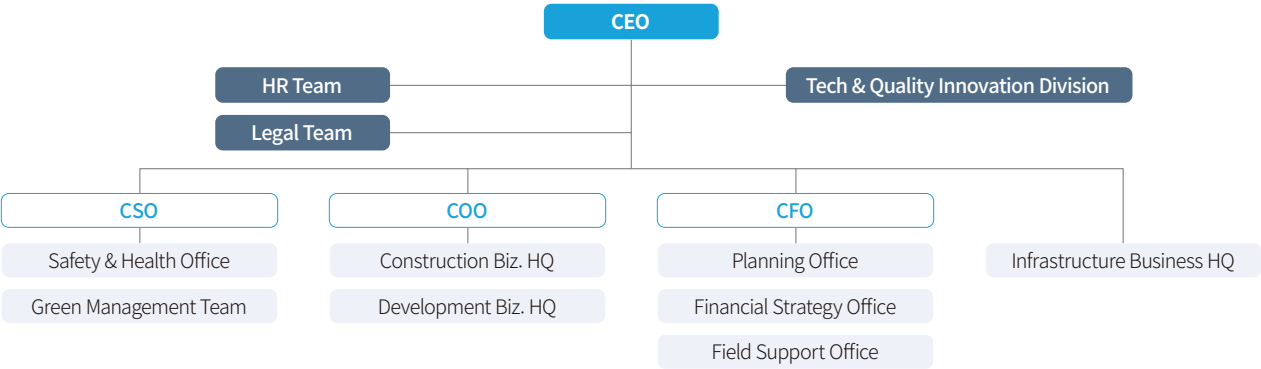 CEO
HR Team
Tech & Quality Innovation Division
Legal Team
CSO
COO
CFO
Safety & Health Office
Construction Biz. HQ
Planning Office
Infrastructure Business HQ
Green Management Team
Development Biz. HQ
Financial Strategy Office
Field Support Office